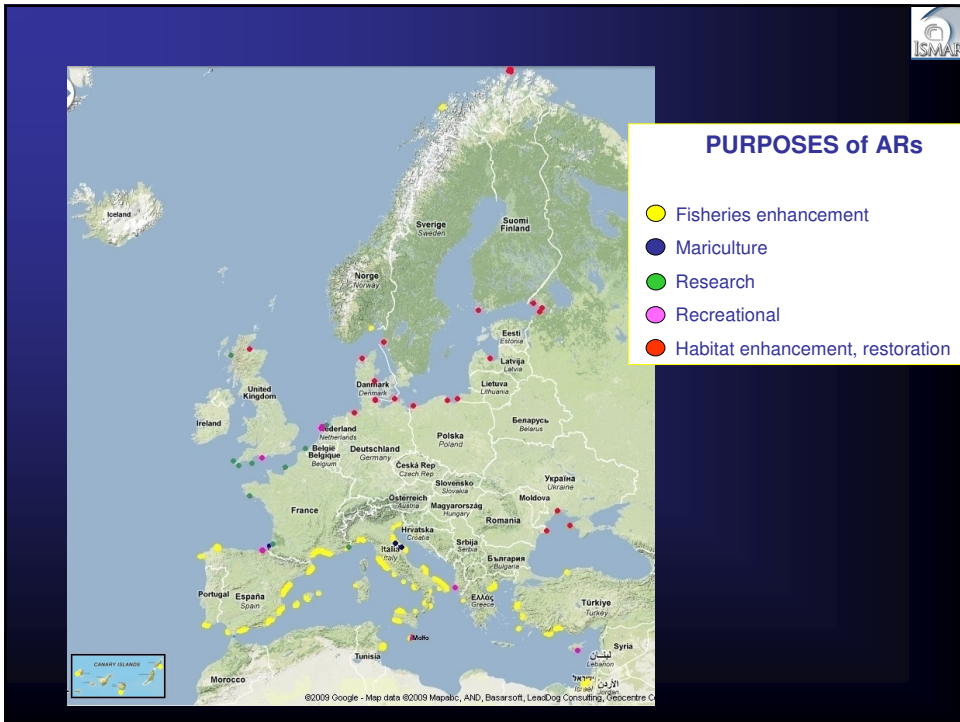 ISMAR
PURPOSES of ARs
Fisheries enhancement
Mariculture
Research
Recreational
Habitat enhancement, restoration
Iceland
Sverige
Sweden
Suomi
Finland
Norge
Norway
Eesti
Estonia
Latvija
Latvia
Danmark
Denmark
Lietuva
Lithuania
United
Kingdom
Ireland
Nederland
Netherlands
Беларусь
Belarus
België
Belgique
Belgium
Deutschland
Germany
Polska
Poland
Česká Rep
Czech Rep
Slovensko
Slovakia
Україна
Ukraine
Österreich
Austria
Magyarország
Hungary
Moldova
France
Romania
Hrvatska
Croatia
Italia
Italy
Srbija
Serbia
България
Bulgaria
Portugal
España
Spain
Ελλάς
Greece
Türkiye
Turkey
Malta
Tunisia
Syria
لبنان
Lebanon
Morocco
الأردن
Jordan
Israel
CANARY ISLANDS
©2009 Google - Map data ©2009 Mapabc, AND, Basarsoft, LeadDog Consulting, Geocentre C